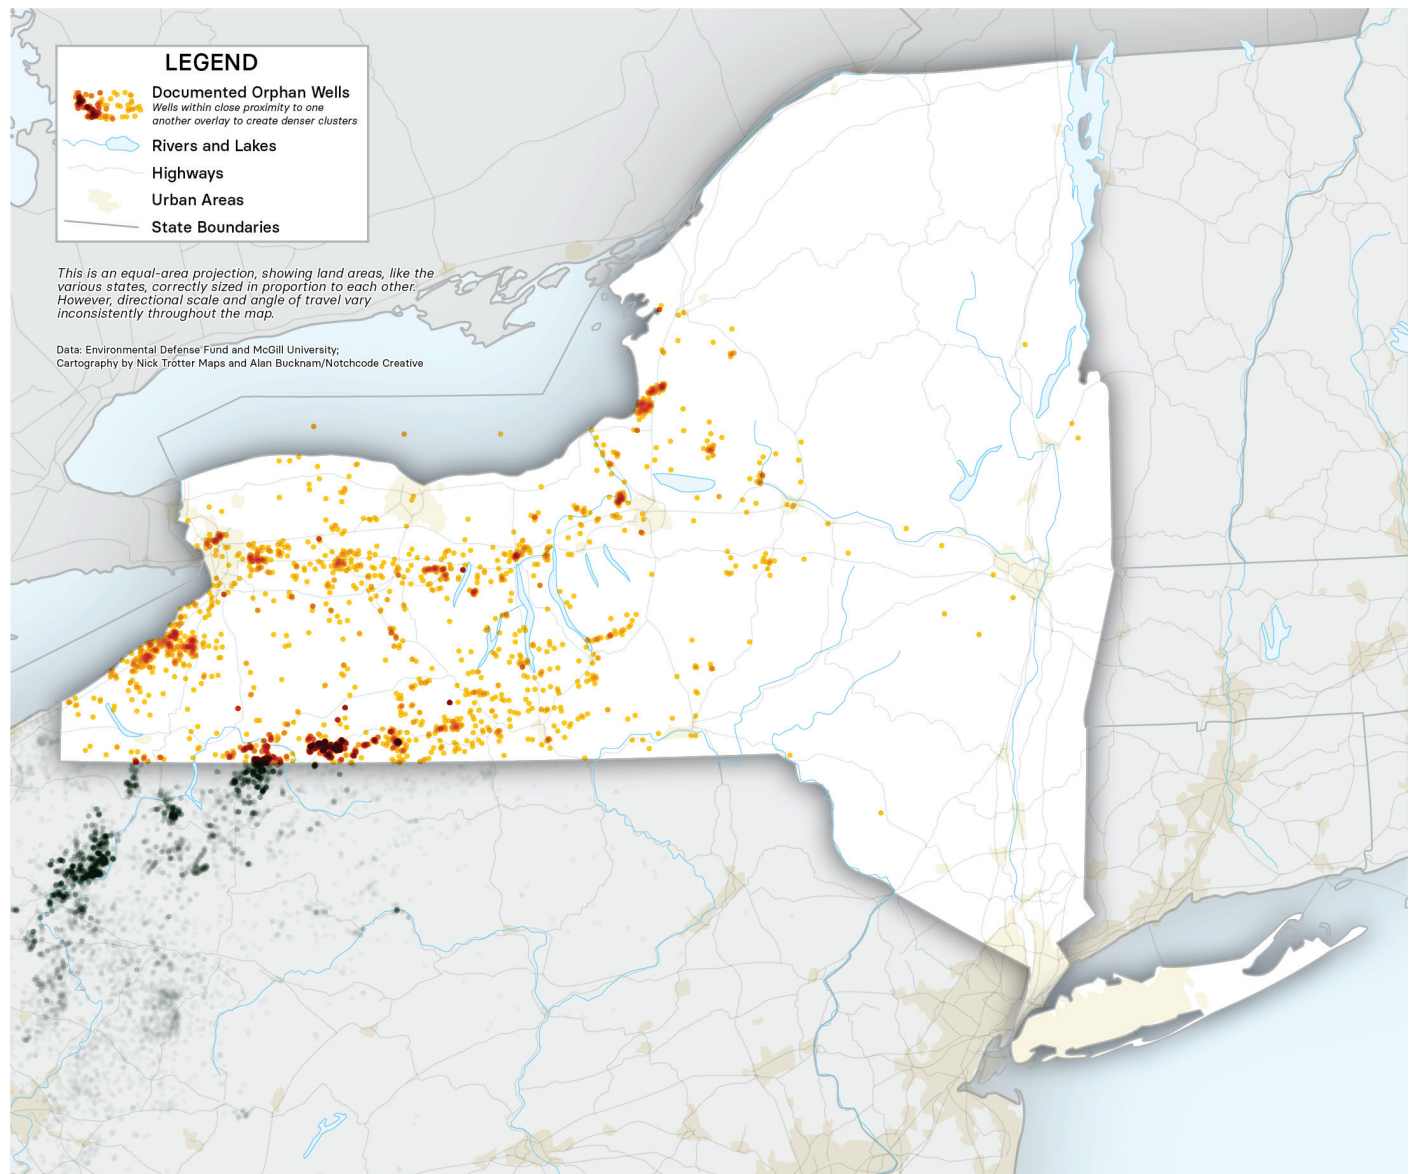 LEGEND
Documented Orphan Wells
Wells within close proximity to one
another overlay to create denser clusters
Rivers and Lakes
Highways
Urban Areas
State Boundaries
This is an equal-area projection, showing land areas, like the
various states, correctly sized in proportion to each other.
However, directional scale and angle of travel vary
inconsistently throughout the map.
Data: Environmental Defense Fund and McGill University;
Cartography by Nick Trotter Maps and Alan Bucknam/Notchcode Creative